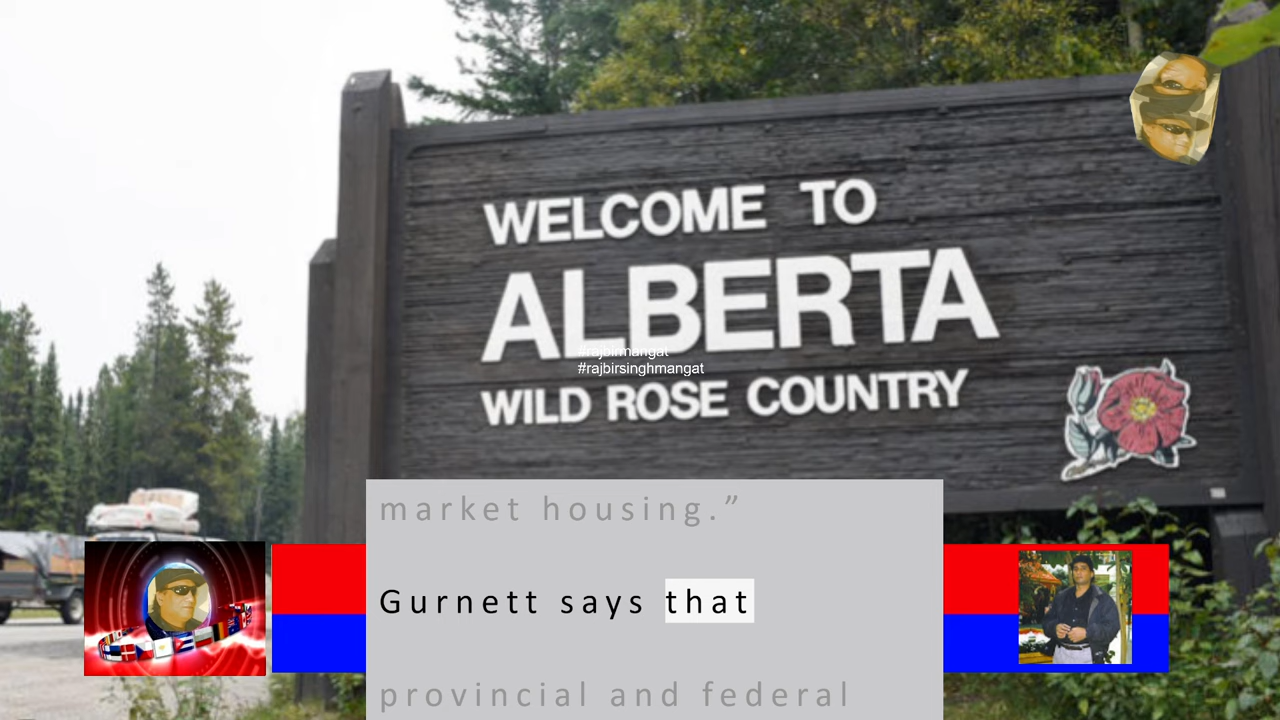 WELCOME TO
ALBERTA
#rajbirmangat
#rajbirsinghmangat
WILD ROSE COUNTRY
market housing.”
Gurnett says that
provincial and federal